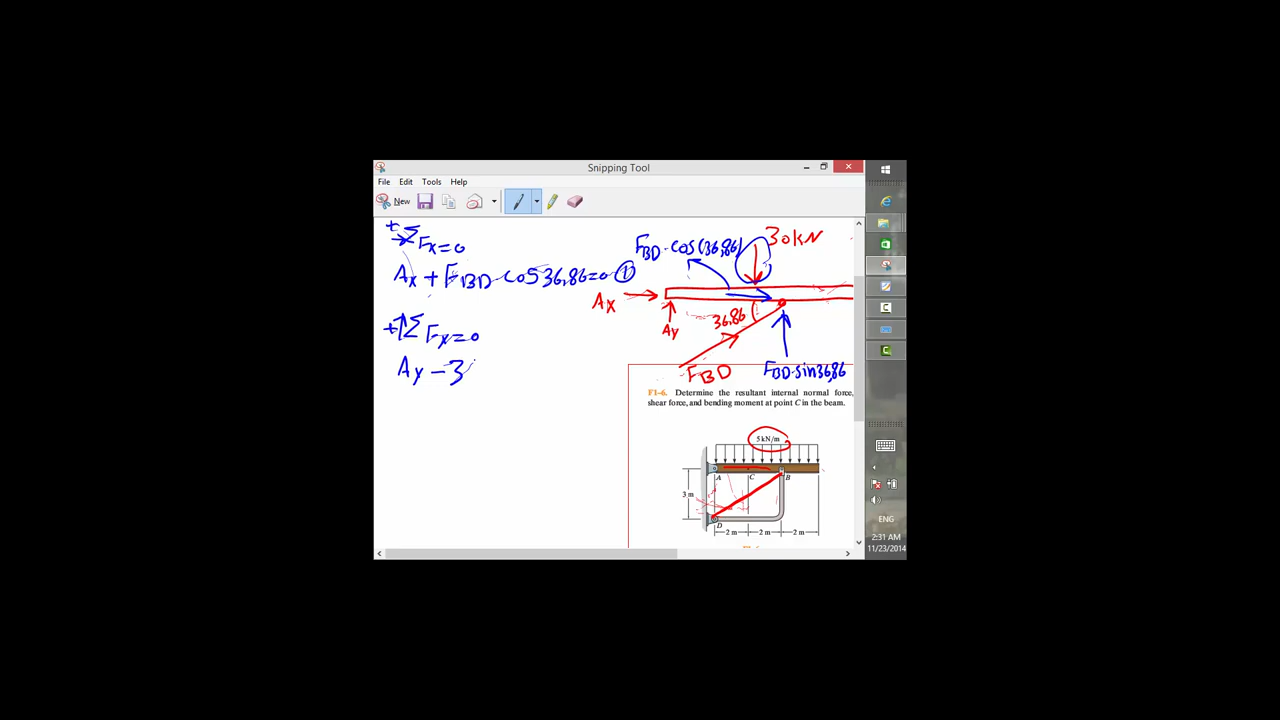 Snipping Tool
File Edit Tools Help
New
+ ΣFx=0
Ax + FBD cos36,86=0 ①
+↑ΣFy=0
Ay -3
FBD.cos(36,86)
30kN
Ax
Ay
36,86
FBD
FBD.sin36,86
F1–6. Determine the resultant internal normal force,
shear force, and bending moment at point C in the beam.
5 kN/m
A C B
3 m
D
2 m 2 m 2 m
ENG
2:31 AM
11/23/2014